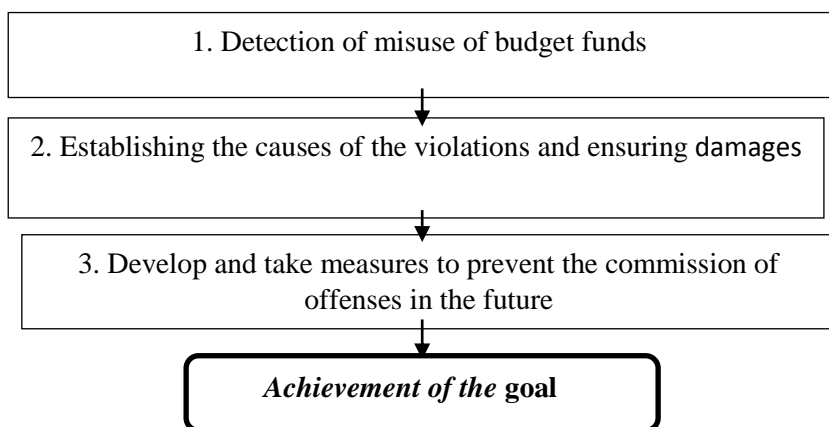 1. Detection of misuse of budget funds
2. Establishing the causes of the violations and ensuring damages
3. Develop and take measures to prevent the commission of
offenses in the future
Achievement of the goal